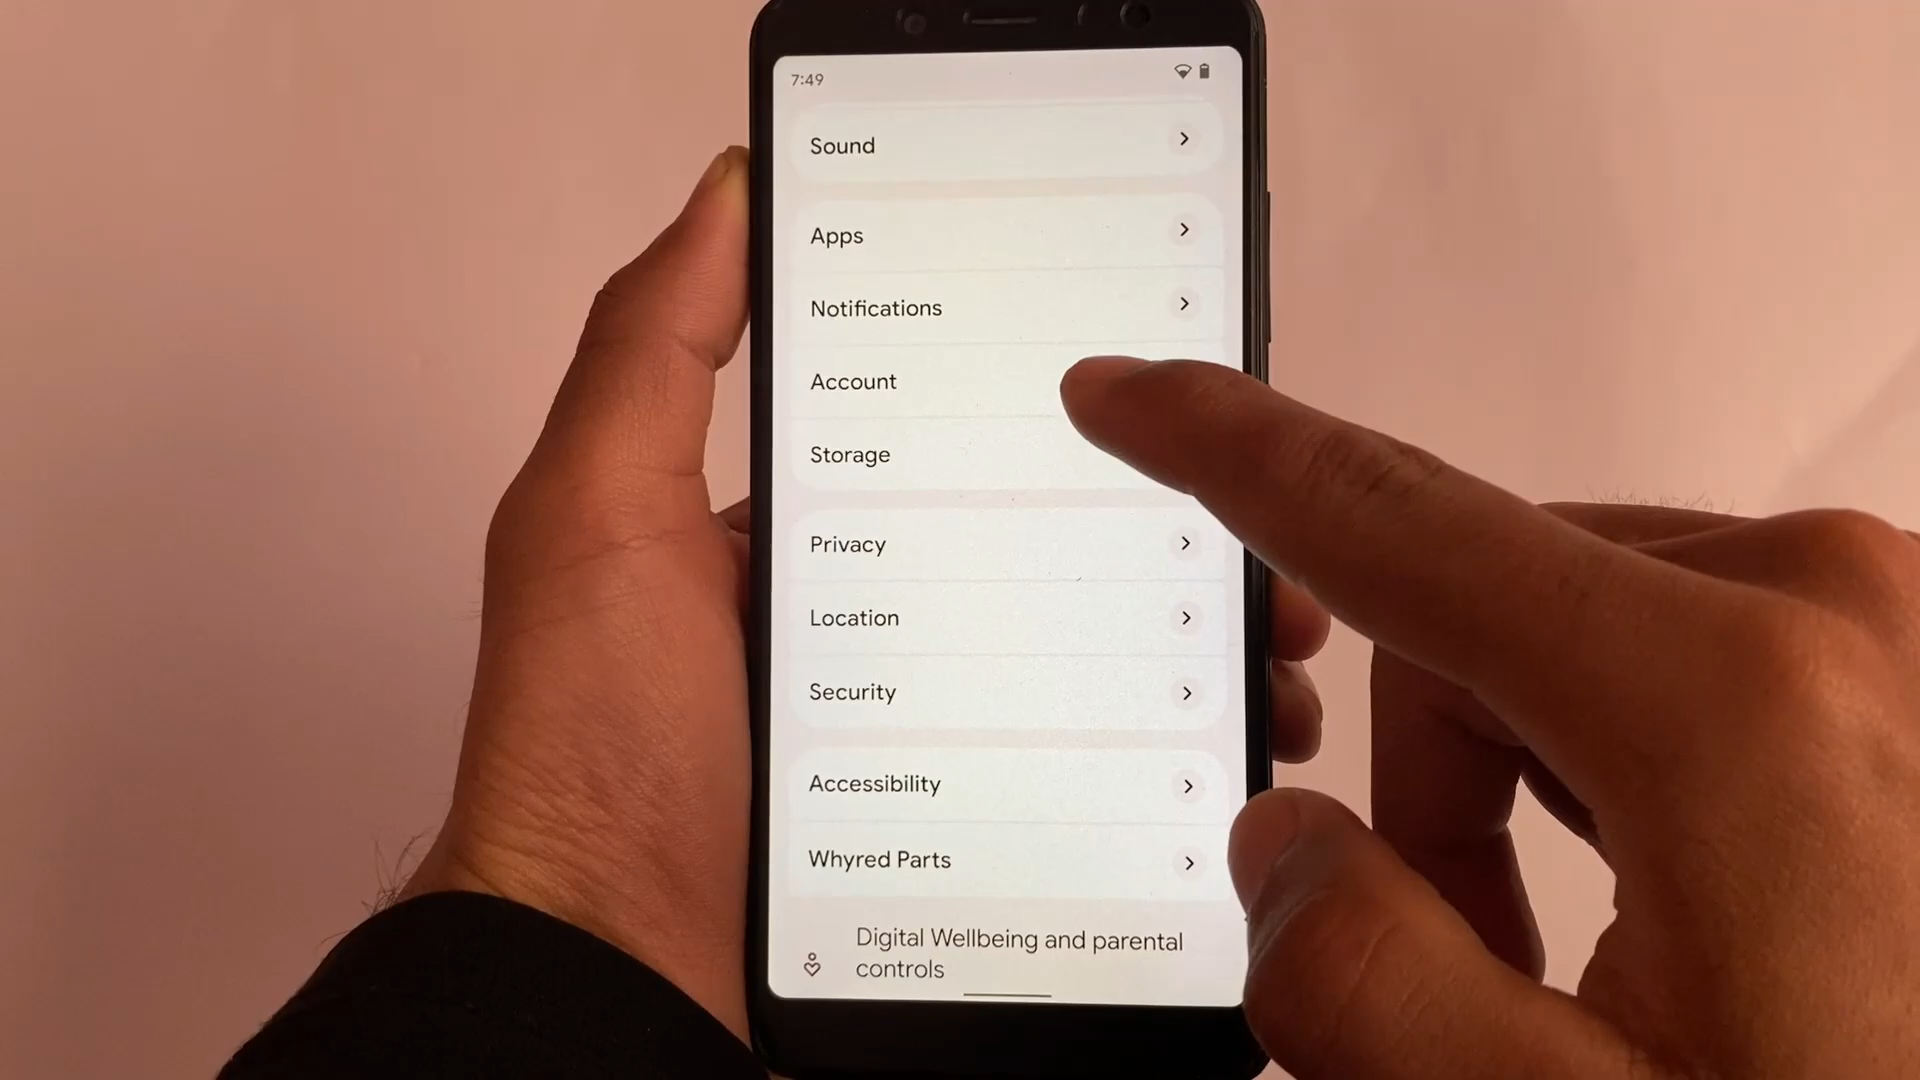 7:49
Sound
Apps
Notifications
Account
Storage
Privacy
Location
Security
Accessibility
Whyred Parts
Digital Wellbeing and parental
controls